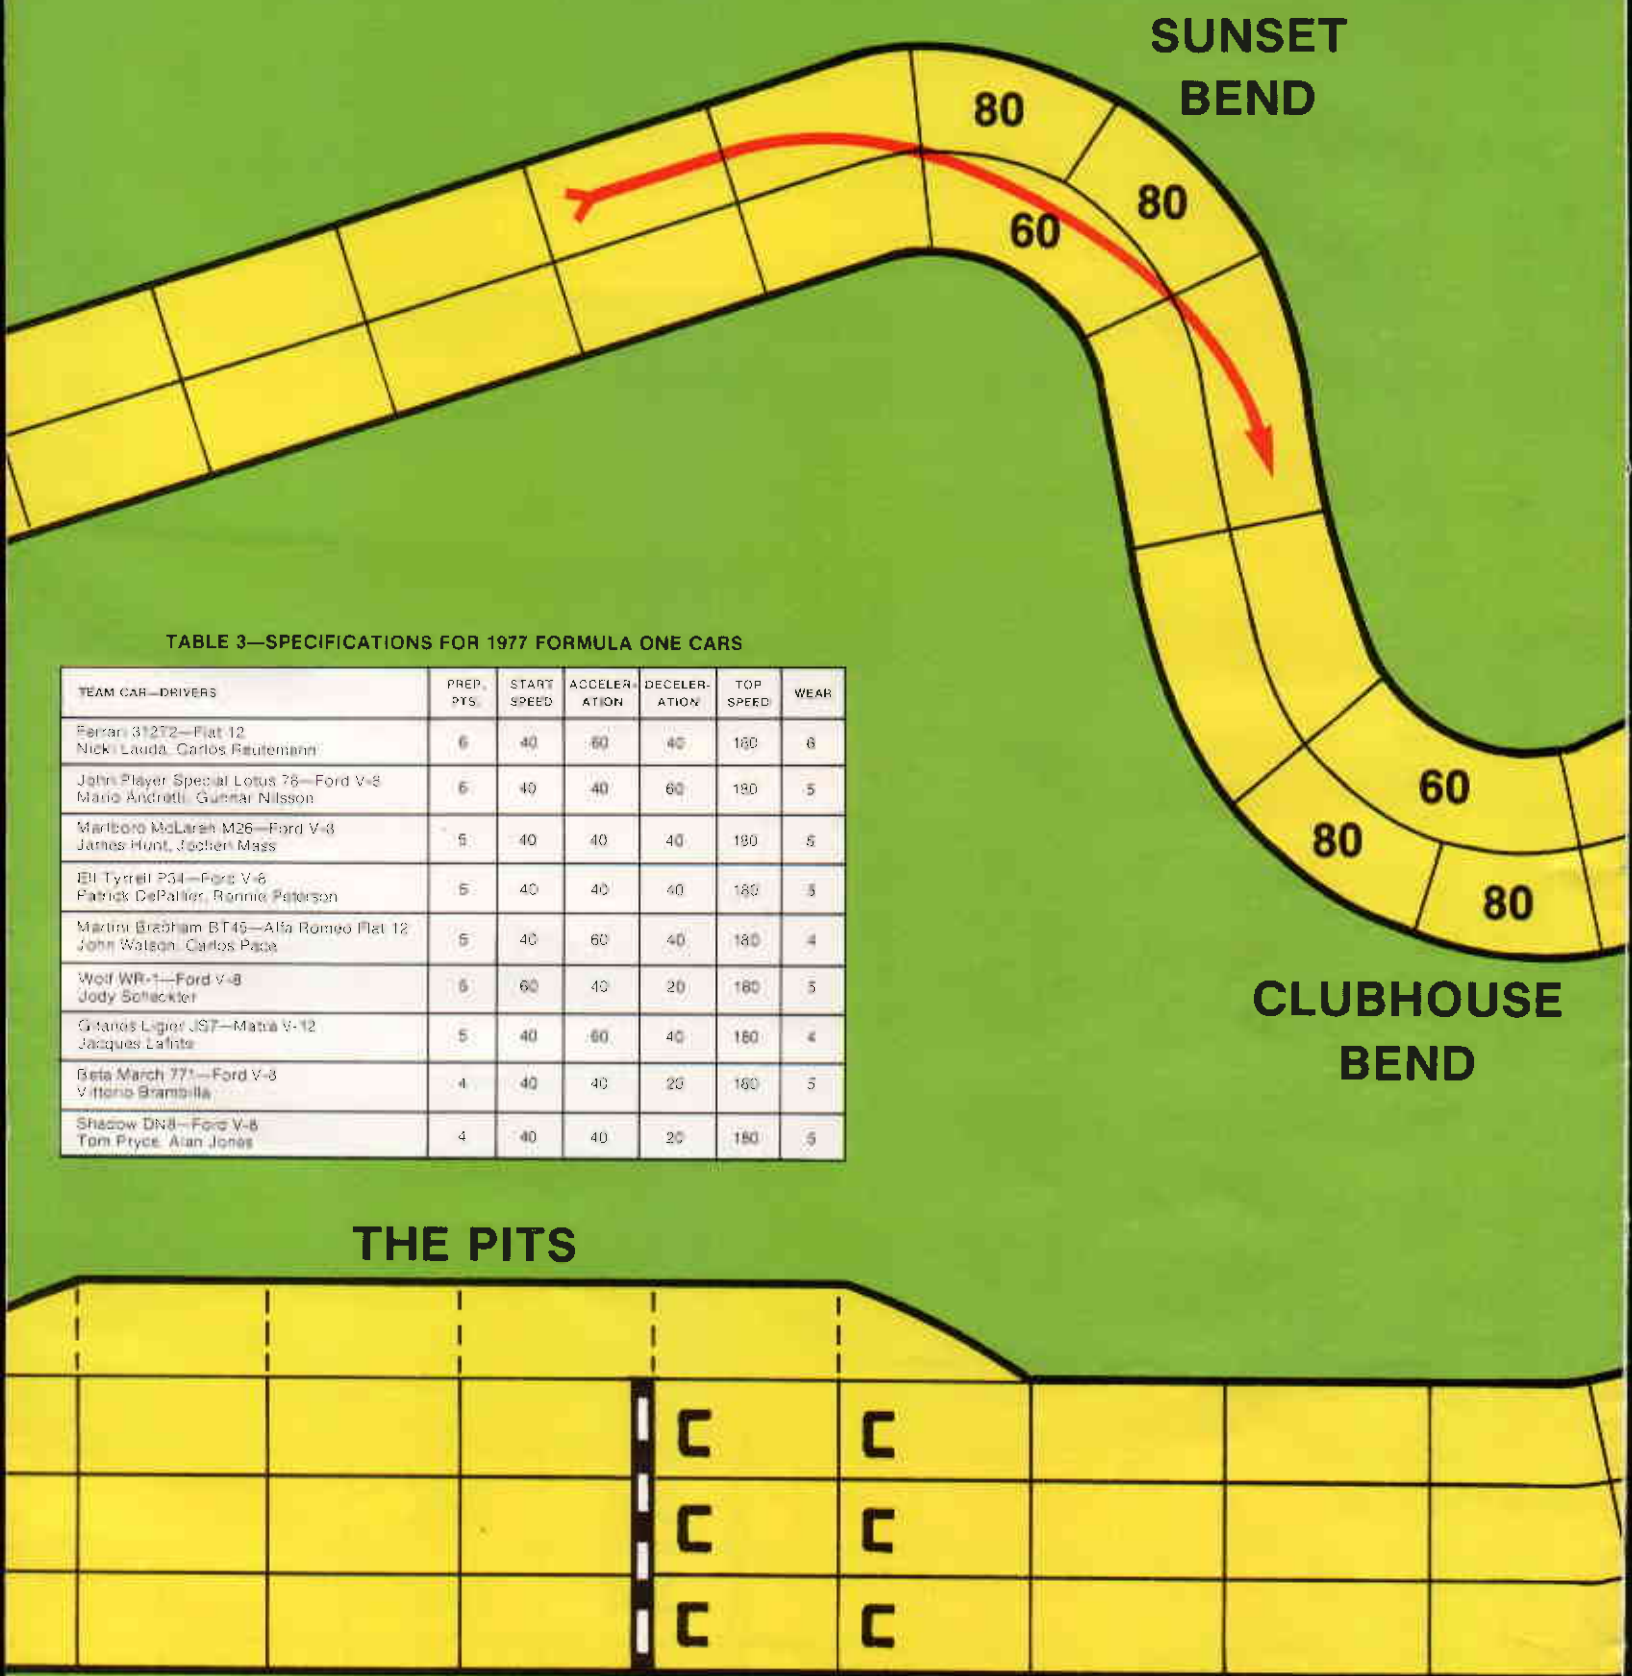 SUNSET
BEND
80
80
60
TABLE 3—SPECIFICATIONS FOR 1977 FORMULA ONE CARS
TEAM CAR—DRIVERS PREP. PTS. START SPEED ACCELER-ATION DECELER-ATION TOP SPEED WEAR
Ferrari 312T2—Flat 12
Nicki Lauda, Carlos Reutemann 6 40 60 40 180 6
John Player Special Lotus 78—Ford V-8
Mario Andretti, Gunnar Nilsson 6 40 40 60 180 5
Marlboro McLaren M26—Ford V-8
James Hunt, Jochen Mass 5 40 40 40 180 5
Elf Tyrrell P34—Ford V-8
Patrick DePailler, Ronnie Peterson 5 40 40 40 180 5
Martini Brabham BT45—Alfa Romeo Flat 12
John Watson, Carlos Pace 5 40 60 40 180 4
Wolf WR-1—Ford V-8
Jody Scheckter 60 40 20 180 5
Gitanes Ligier JS7—Matra V-12
Jacques Lafitte 5 40 60 40 180 4
Beta March 771—Ford V-8
Vittorio Brambilla 4 40 40 20 180 5
Shadow DN8—Ford V-8
Tom Pryce, Alan Jones 4 40 40 20 180 5
60
80
80
CLUBHOUSE
BEND
THE PITS
C C
C C
C C